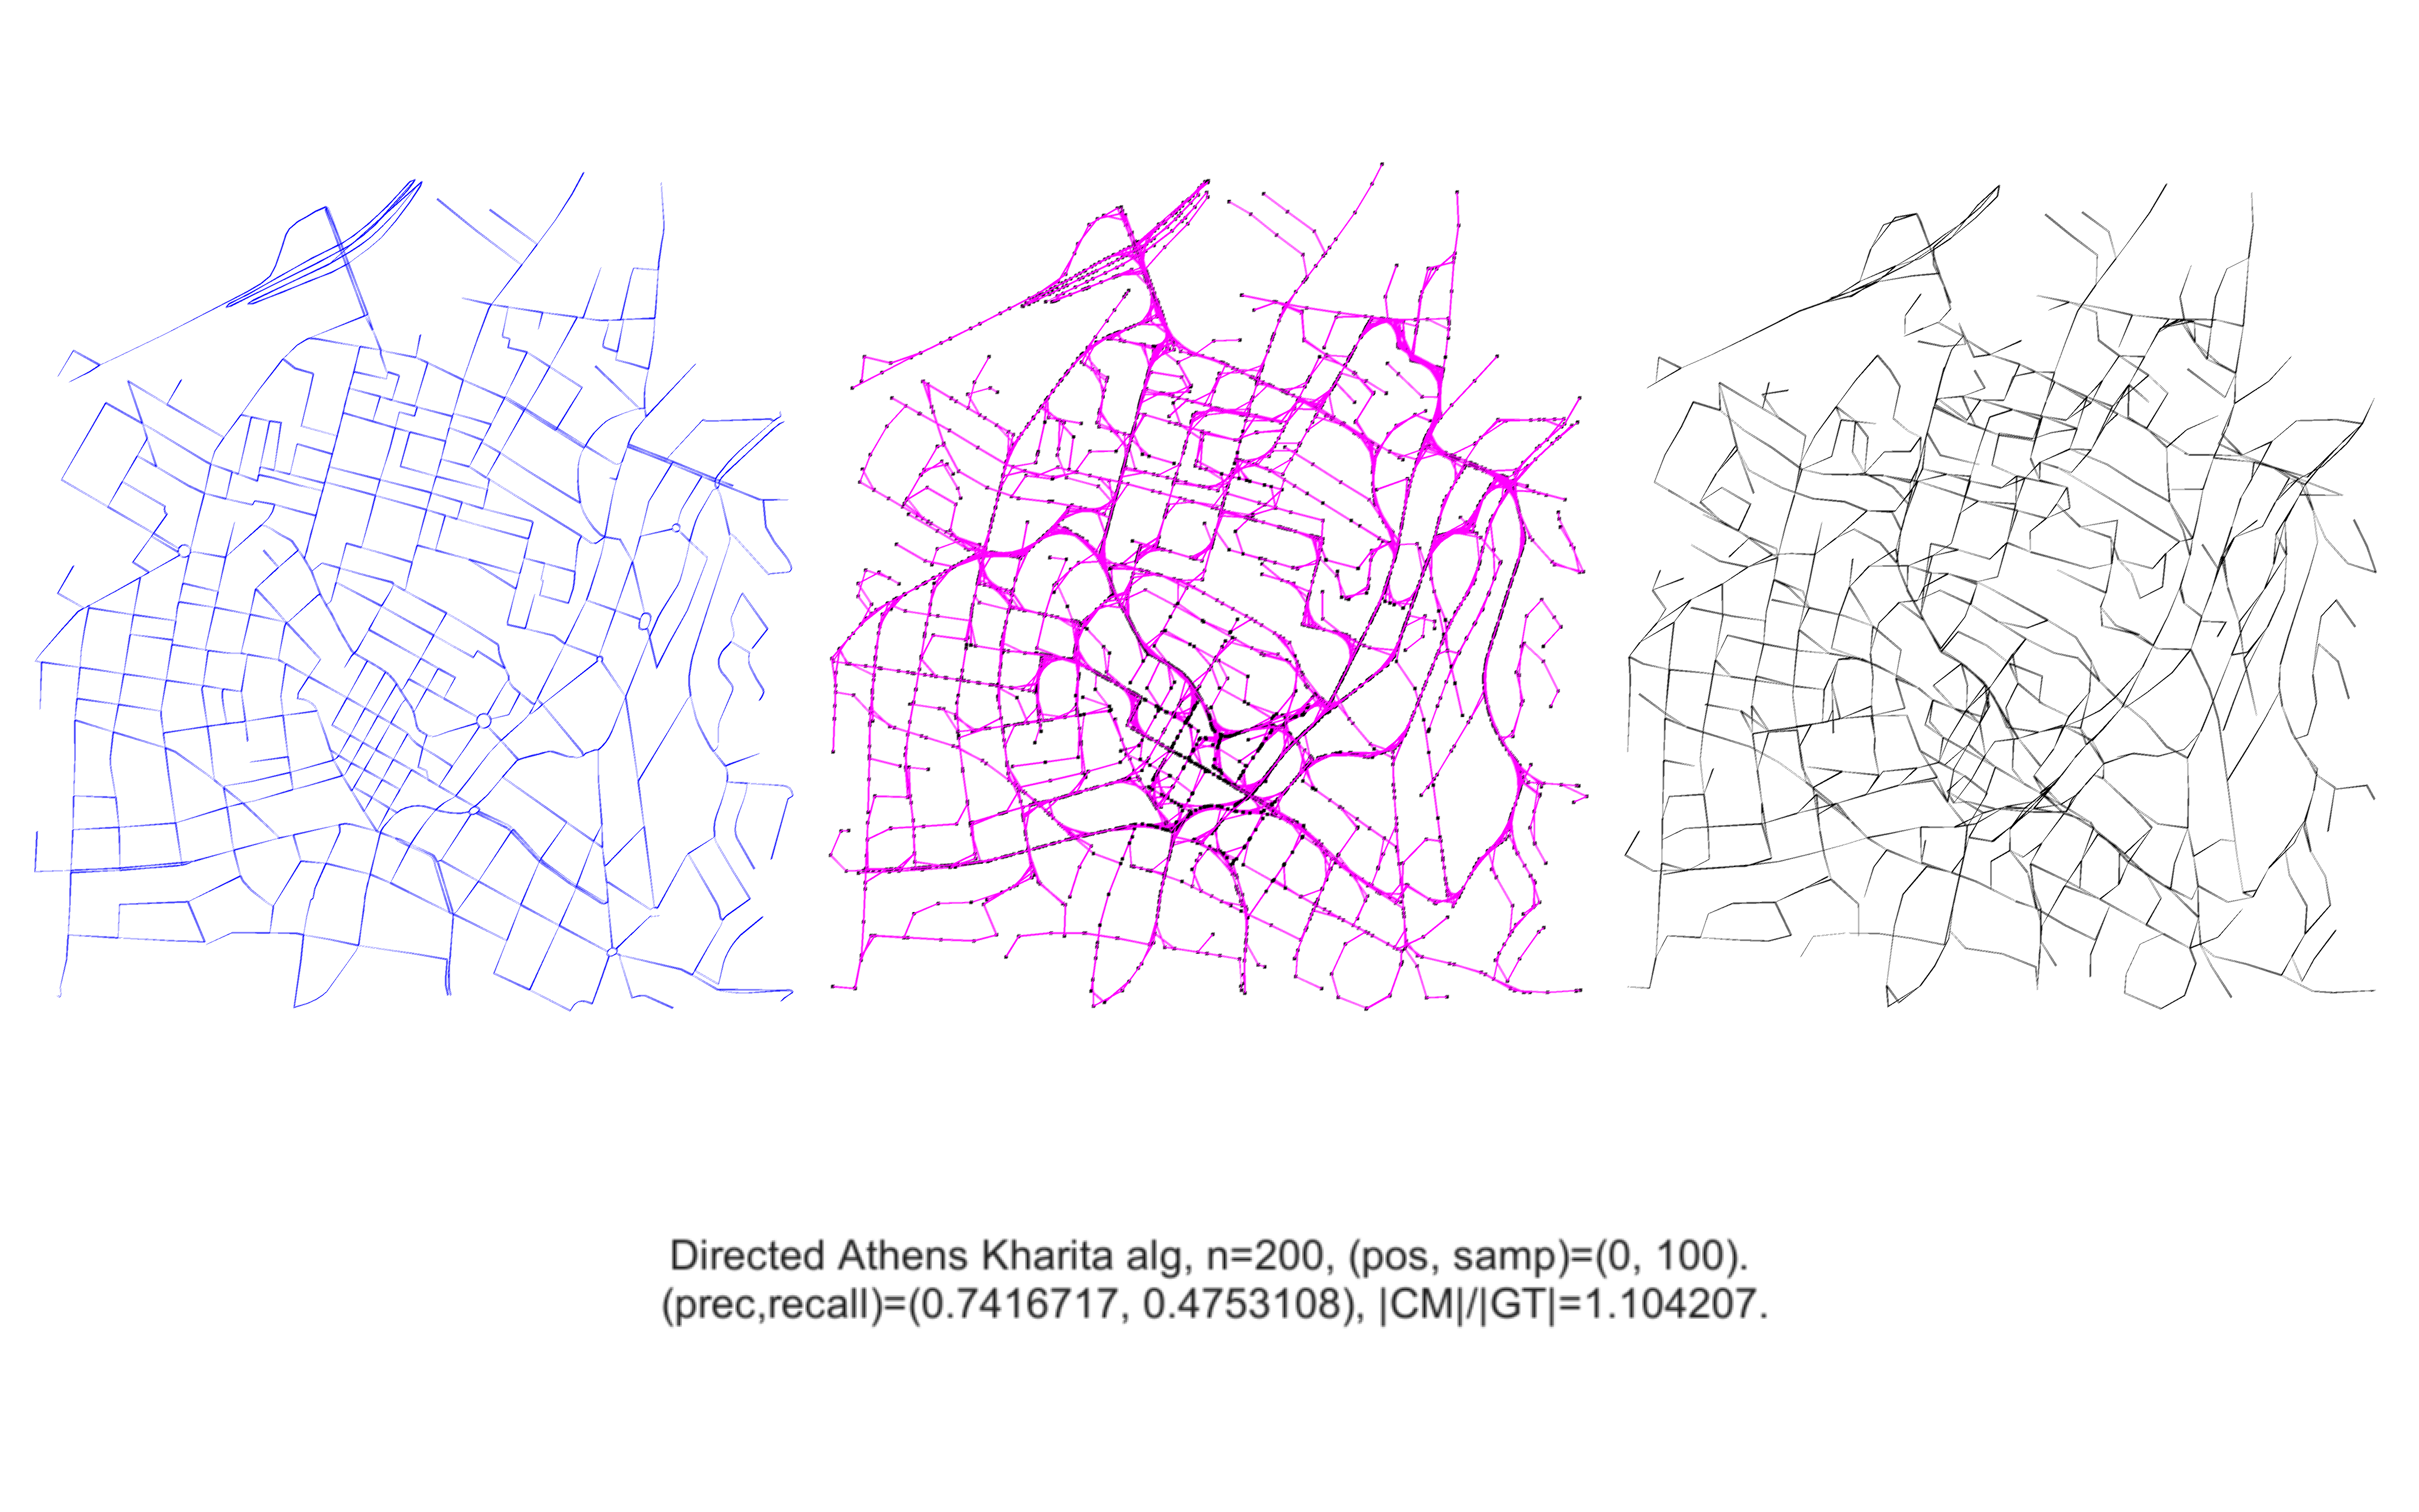 Directed Athens Kharita alg, n=200, (pos, samp)=(0, 100).
(prec,recall)=(0.7416717, 0.4753108), |CM|/|GT|=1.104207.